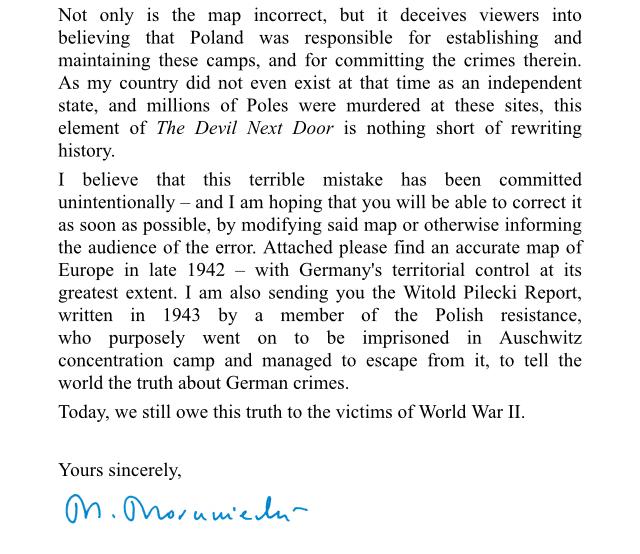 Not only is the map incorrect, but it deceives viewers into
believing that Poland was responsible for establishing and
maintaining these camps, and for committing the crimes therein.
As my country did not even exist at that time as an independent
state, and millions of Poles were murdered at these sites, this
element of The Devil Next Door is nothing short of rewriting
history.
I believe that this terrible mistake has been committed
unintentionally – and I am hoping that you will be able to correct it
as soon as possible, by modifying said map or otherwise informing
the audience of the error. Attached please find an accurate map of
Europe in late 1942 – with Germany's territorial control at its
greatest extent. I am also sending you the Witold Pilecki Report,
written in 1943 by a member of the Polish resistance,
who purposely went on to be imprisoned in Auschwitz
concentration camp and managed to escape from it, to tell the
world the truth about German crimes.
Today, we still owe this truth to the victims of World War II.
Yours sincerely,
M. Morawiecki